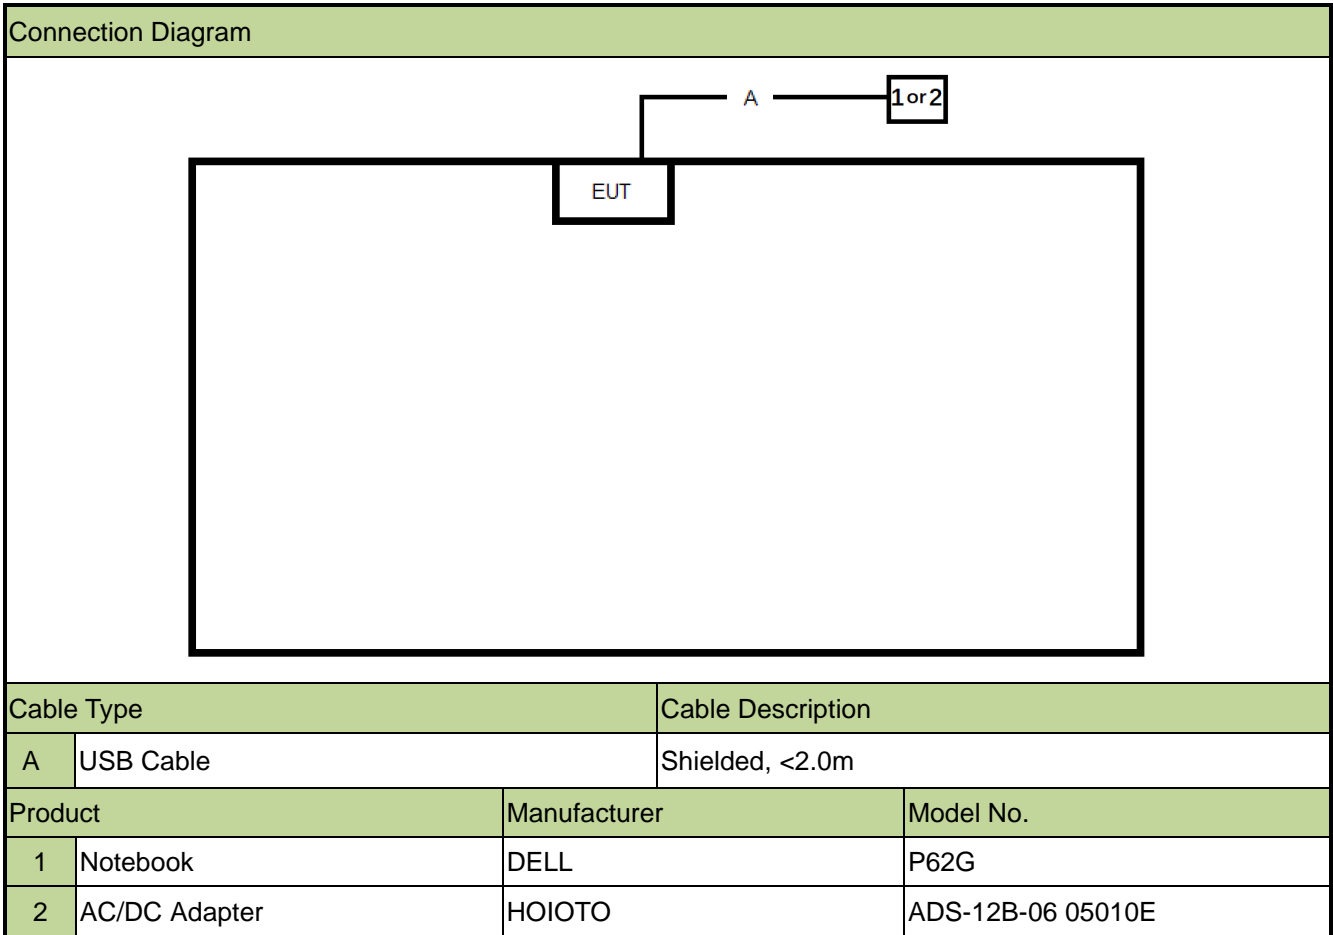 Connection Diagram
A
1 or 2
EUT
Cable Type Cable Description
A USB Cable Shielded, <2.0m
Product Manufacturer Model No.
1 Notebook DELL P62G
2 AC/DC Adapter HOIOTO ADS-12B-06 05010E